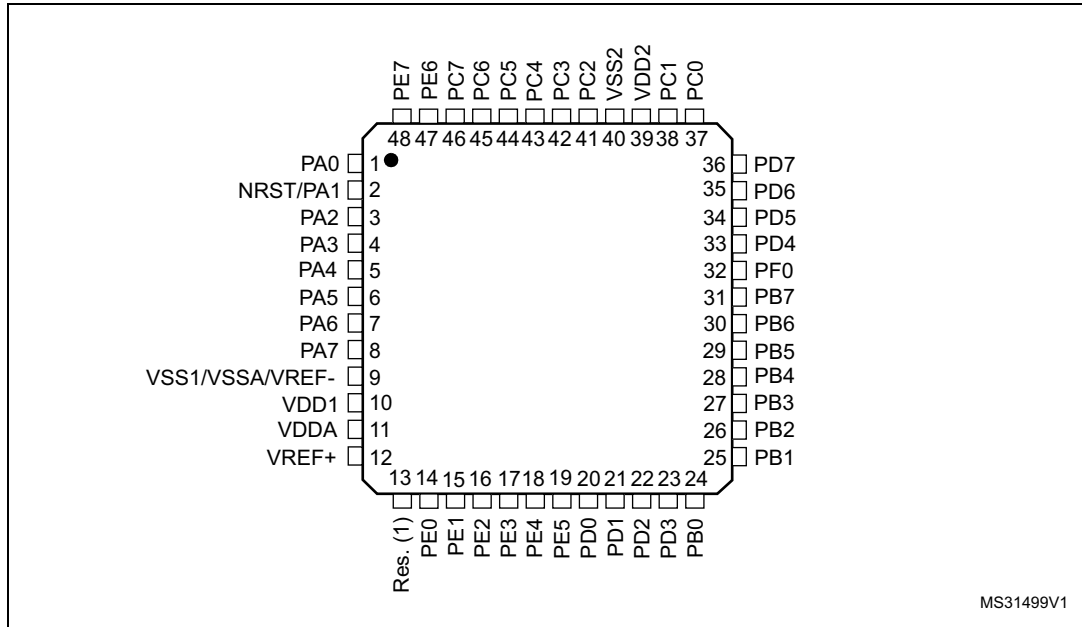 PE7 PE6 PC7 PC6 PC5 PC4 PC3 PC2 VSS2 VDD2 PC1 PC0
48 47 46 45 44 43 42 41 40 39 38 37
PA0 1 36 PD7
NRST/PA1 2 35 PD6
PA2 3 34 PD5
PA3 4 33 PD4
PA4 5 32 PF0
PA5 6 31 PB7
PA6 7 30 PB6
PA7 8 29 PB5
VSS1/VSSA/VREF- 9 28 PB4
VDD1 10 27 PB3
VDDA 11 26 PB2
VREF+ 12 25 PB1
13 14 15 16 17 18 19 20 21 22 23 24
Res. (1) PE0 PE1 PE2 PE3 PE4 PE5 PD0 PD1 PD2 PD3 PB0
MS31499V1